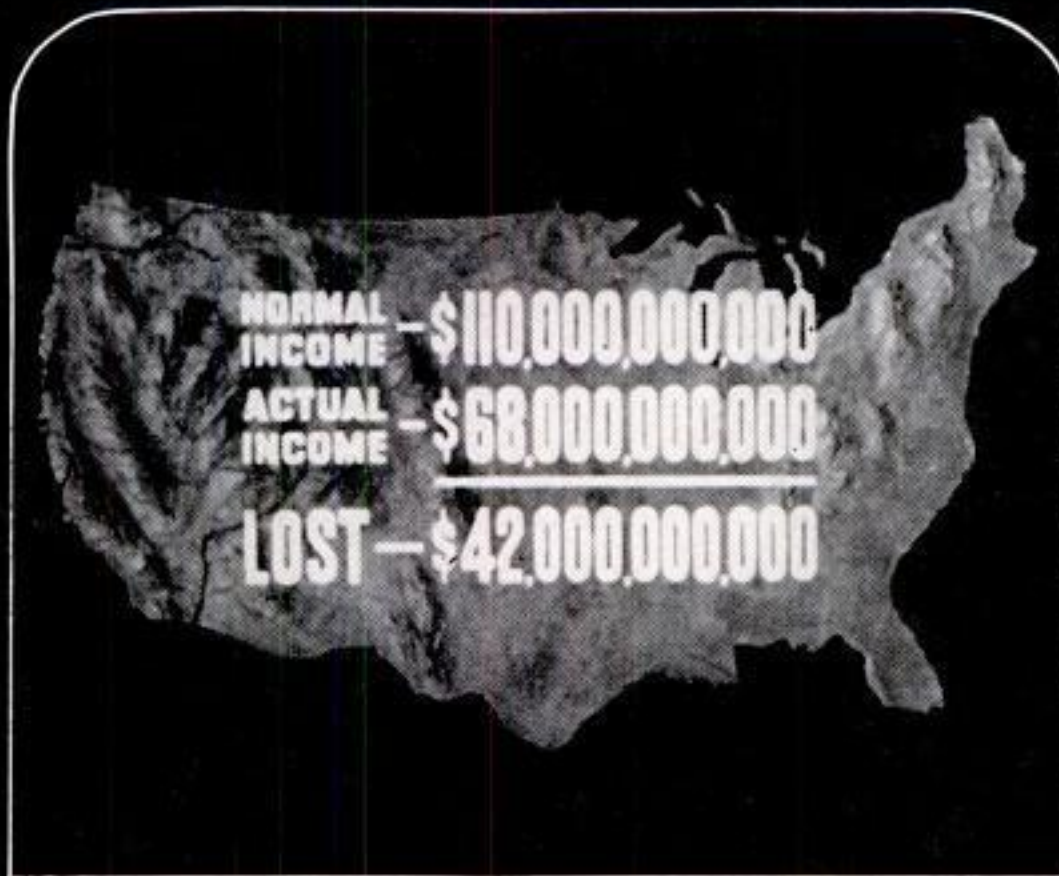 NORMAL INCOME – $110,000,000,000
ACTUAL INCOME – $68,000,000,000
LOST – $42,000,000,000